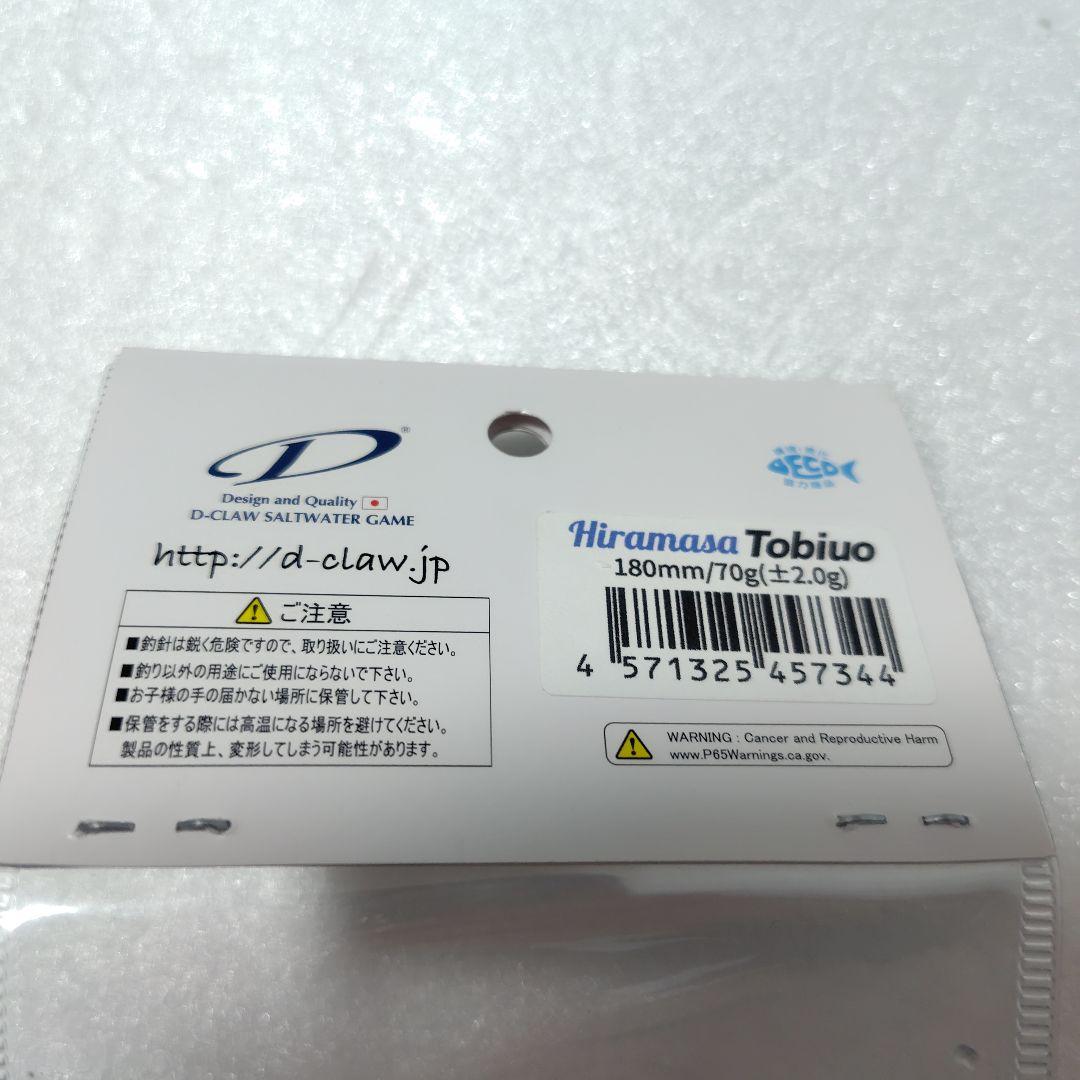 D®
Design and Quality
D-CLAW SALTWATER GAME
http://d-claw.jp
ご注意
■釣針は鋭く危険ですので、取り扱いにご注意ください。
■釣り以外の用途にご使用にならないで下さい。
■お子様の手の届かない場所に保管して下さい。
■保管をする際には高温になる場所を避けてください。
製品の性質上、変形してしまう可能性があります。
ECO
Hiramasa Tobiuo
180mm/70g(±2.0g)
4 571325 457344
WARNING : Cancer and Reproductive Harm
www.P65Warnings.ca.gov.